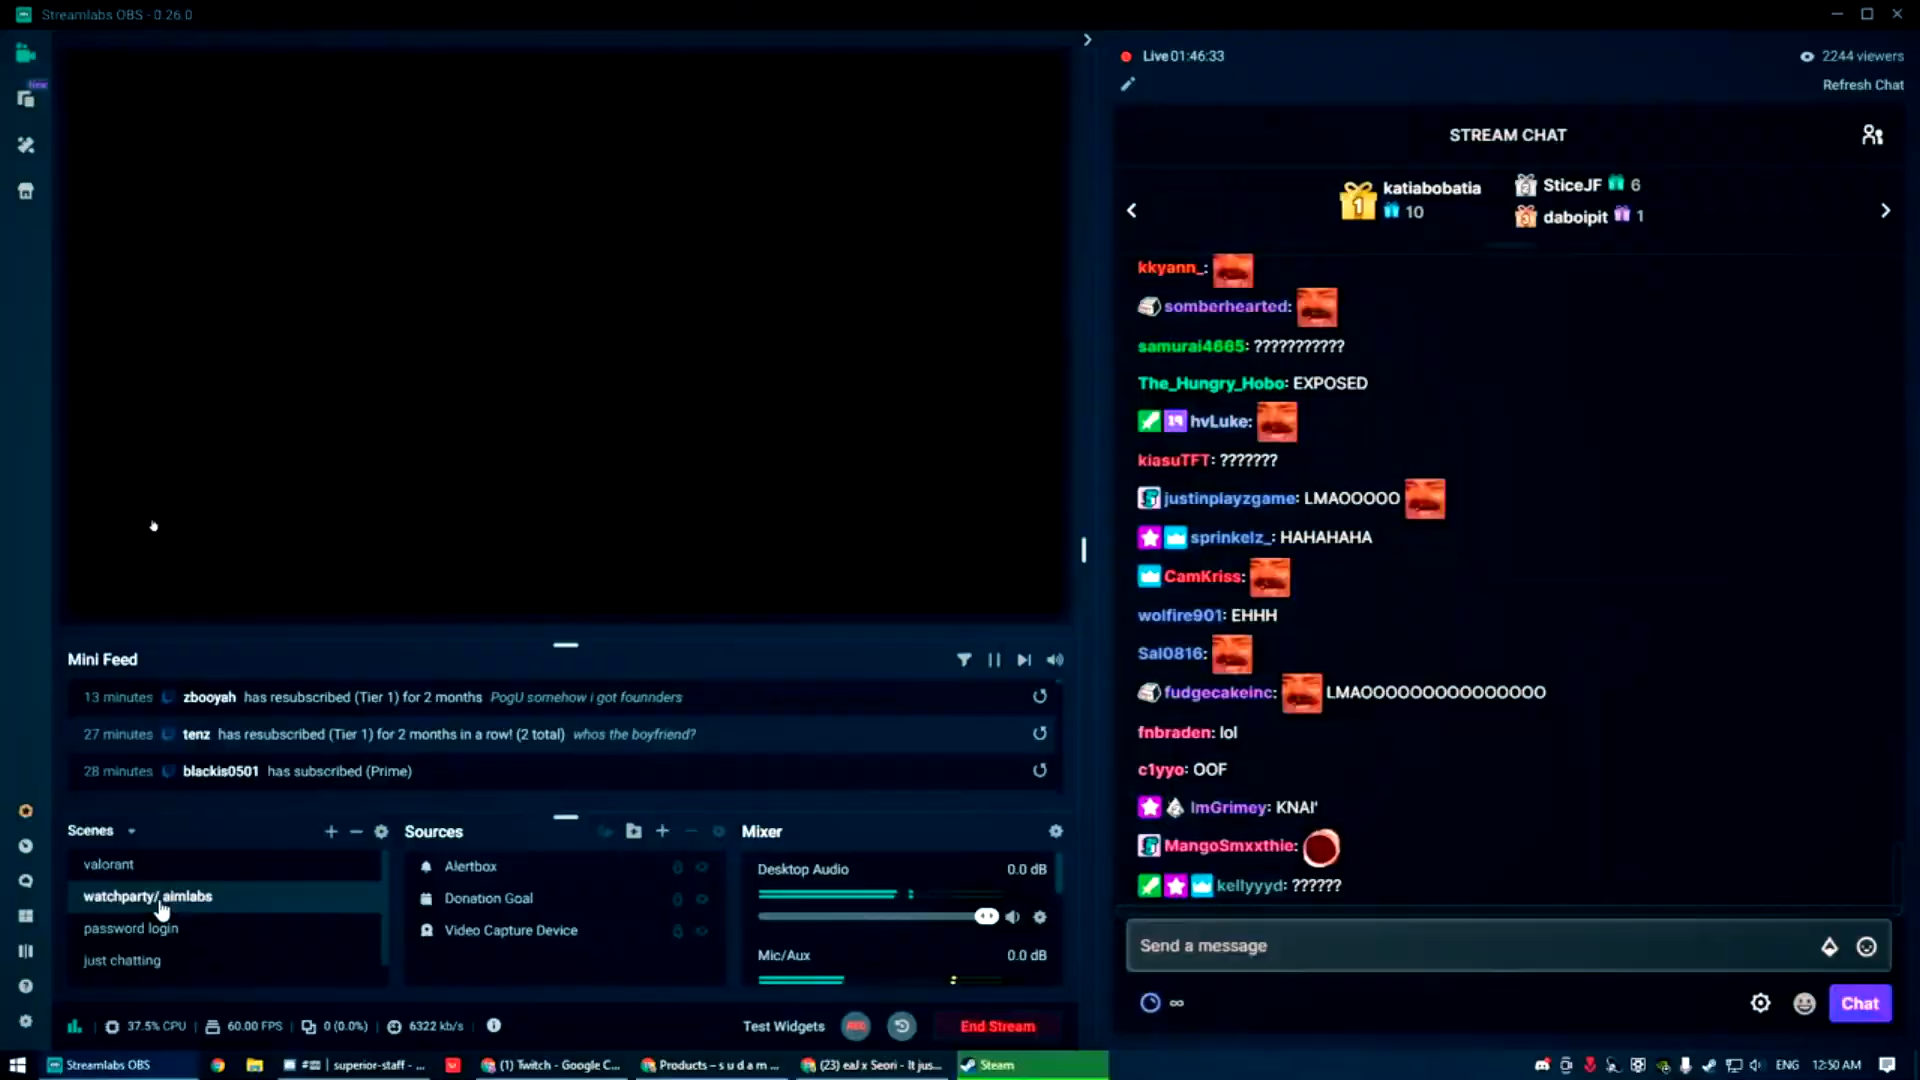 Streamlabs OBS - 0.26.0
New
Live 01:46:33
2244 viewers
Refresh Chat
STREAM CHAT
1 katiabobatia 10
2 SticeJF 6
3 daboipit 1
kkyann_:
somberhearted:
samurai4665: ???????????
The_Hungry_Hobo: EXPOSED
hvLuke:
kiasuTFT: ???????
justinplayzgame: LMAOOOOO
sprinkelz_: HAHAHAHA
CamKriss:
wolfire901: EHHH
Sal0816:
fudgecakeinc: LMAOOOOOOOOOOOOOOO
fnbraden: lol
c1yyo: OOF
ImGrimey: KNAI'
MangoSmxxthie:
kellyyyd: ??????
Send a message
∞
Chat
Mini Feed
13 minutes zbooyah has resubscribed (Tier 1) for 2 months PogU somehow i got founnders
27 minutes tenz has resubscribed (Tier 1) for 2 months in a row! (2 total) whos the boyfriend?
28 minutes blackis0501 has subscribed (Prime)
Scenes
valorant
watchparty/ aimlabs
password login
just chatting
Sources
Alertbox
Donation Goal
Video Capture Device
Mixer
Desktop Audio 0.0 dB
Mic/Aux 0.0 dB
37.5% CPU 60.00 FPS 0 (0.0%) 6322 kb/s
Test Widgets REC End Stream
Streamlabs OBS
superior-staff - ...
(1) Twitch - Google C...
Products – s u d a m ...
(23) eaJ x Seori - It jus...
Steam
ENG 12:50 AM